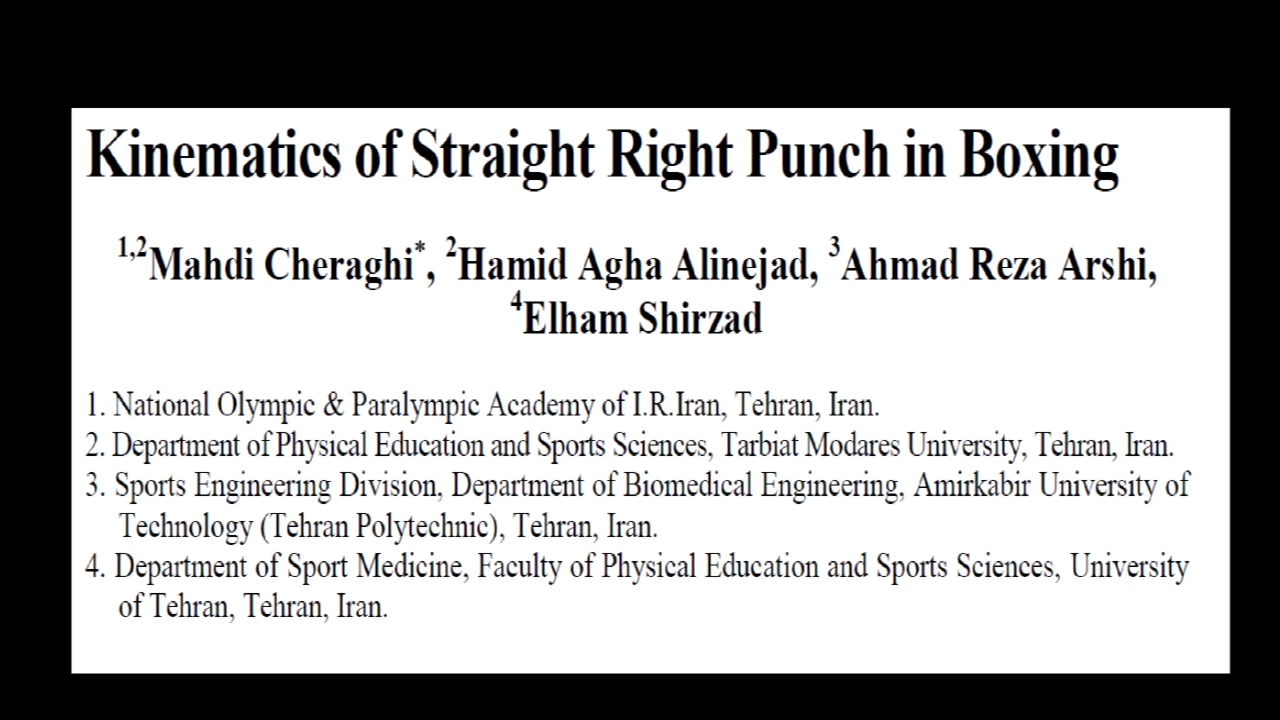 Kinematics of Straight Right Punch in Boxing
1,2Mahdi Cheraghi*, 2Hamid Agha Alinejad, 3Ahmad Reza Arshi,
4Elham Shirzad
1. National Olympic & Paralympic Academy of I.R.Iran, Tehran, Iran.
2. Department of Physical Education and Sports Sciences, Tarbiat Modares University, Tehran, Iran.
3. Sports Engineering Division, Department of Biomedical Engineering, Amirkabir University of
Technology (Tehran Polytechnic), Tehran, Iran.
4. Department of Sport Medicine, Faculty of Physical Education and Sports Sciences, University
of Tehran, Tehran, Iran.